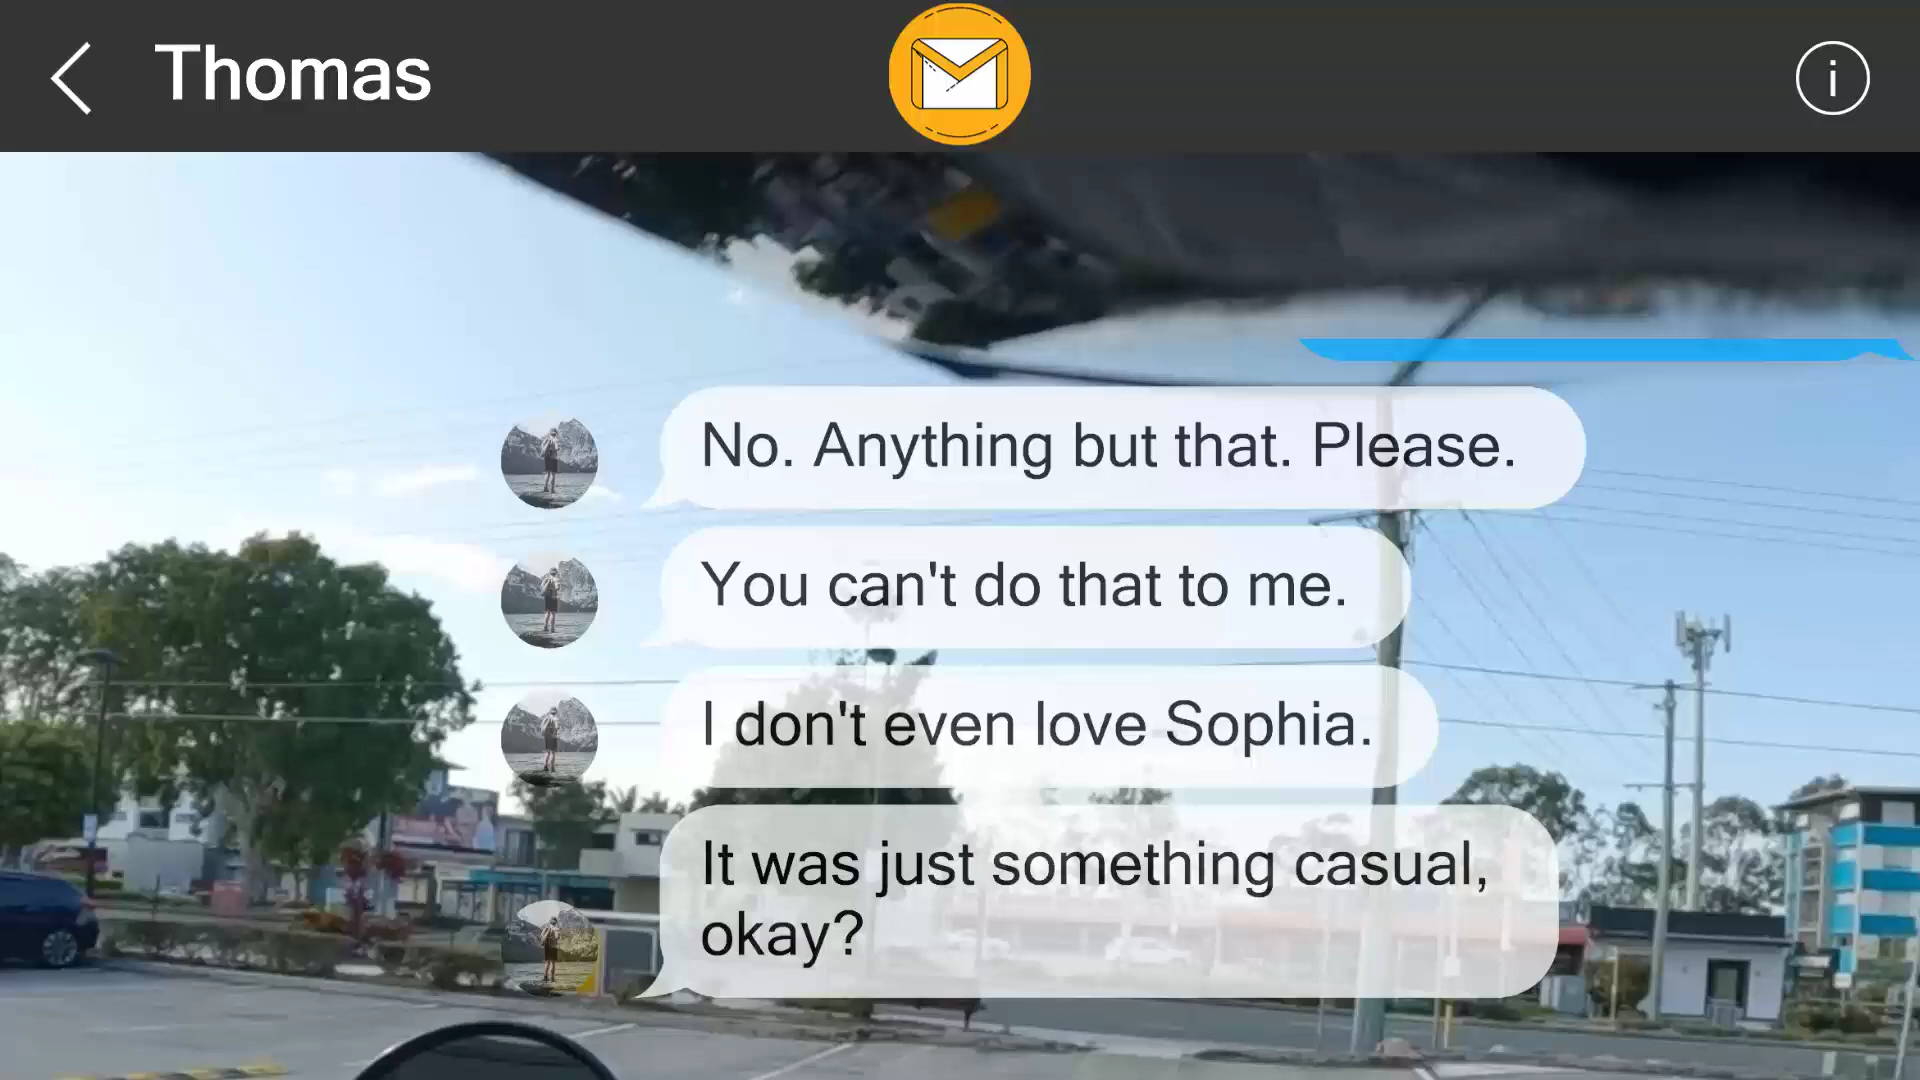 Thomas
No. Anything but that. Please.
You can't do that to me.
I don't even love Sophia.
It was just something casual,
okay?